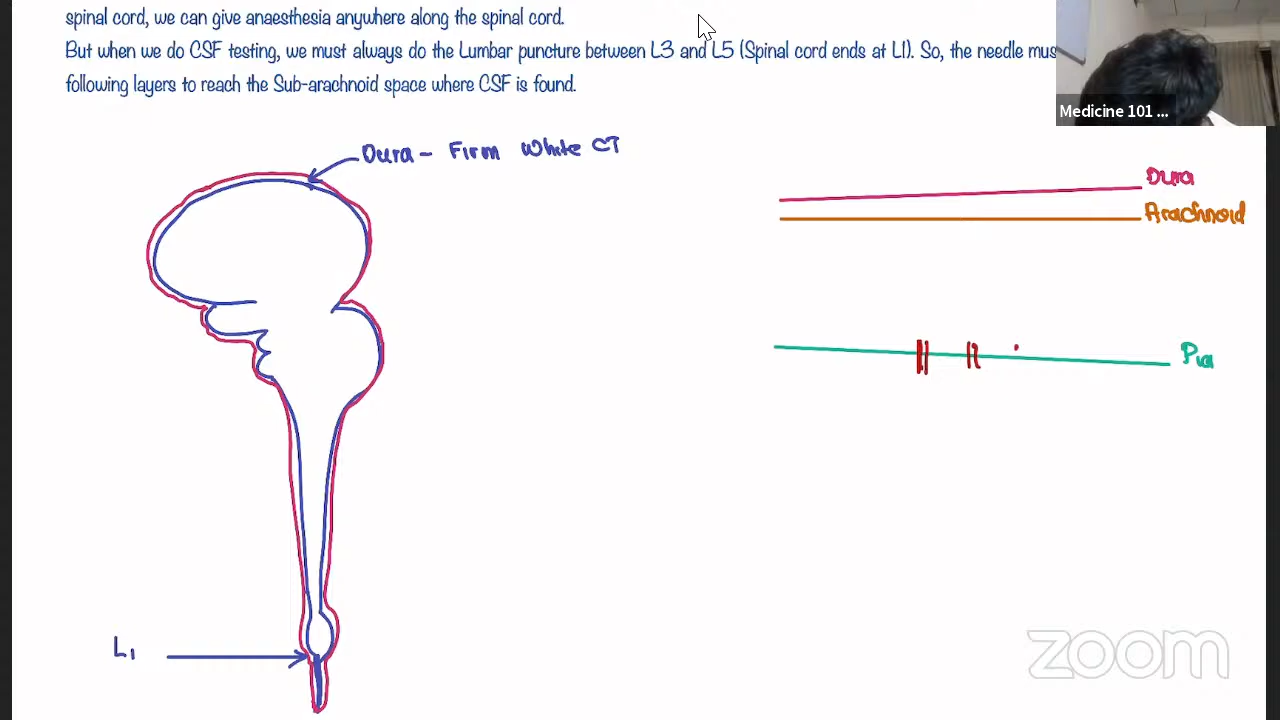 spinal cord, we can give anaesthesia anywhere along the spinal cord.
But when we do CSF testing, we must always do the Lumbar puncture between L3 and L5 (Spinal cord ends at L1). So, the needle mus
following layers to reach the Sub-arachnoid space where CSF is found.
Medicine 101 ...
Dura - Firm White CT
Dura
Arachnoid
Pia
L1
zoom